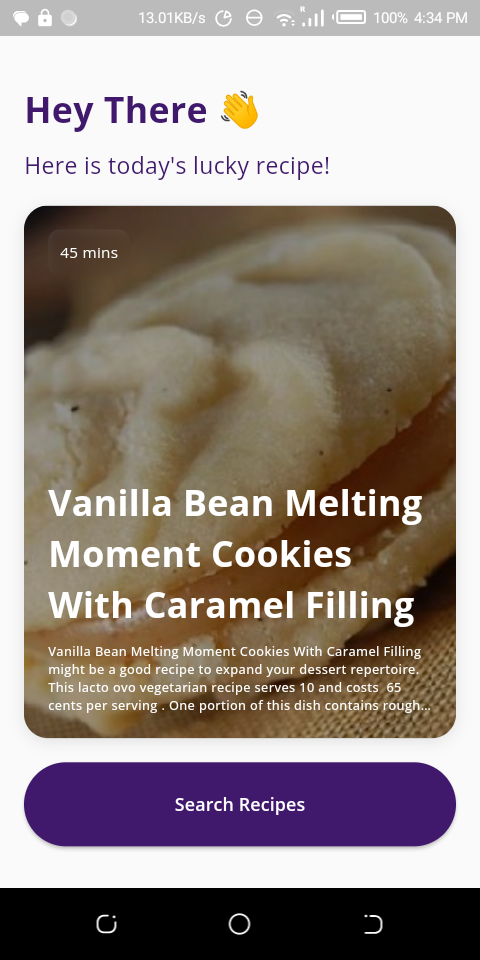 13.01KB/s R 100% 4:34 PM
Hey There 👋
Here is today's lucky recipe!
45 mins
Vanilla Bean Melting
Moment Cookies
With Caramel Filling
Vanilla Bean Melting Moment Cookies With Caramel Filling
might be a good recipe to expand your dessert repertoire.
This lacto ovo vegetarian recipe serves 10 and costs  65
cents per serving . One portion of this dish contains rough...
Search Recipes